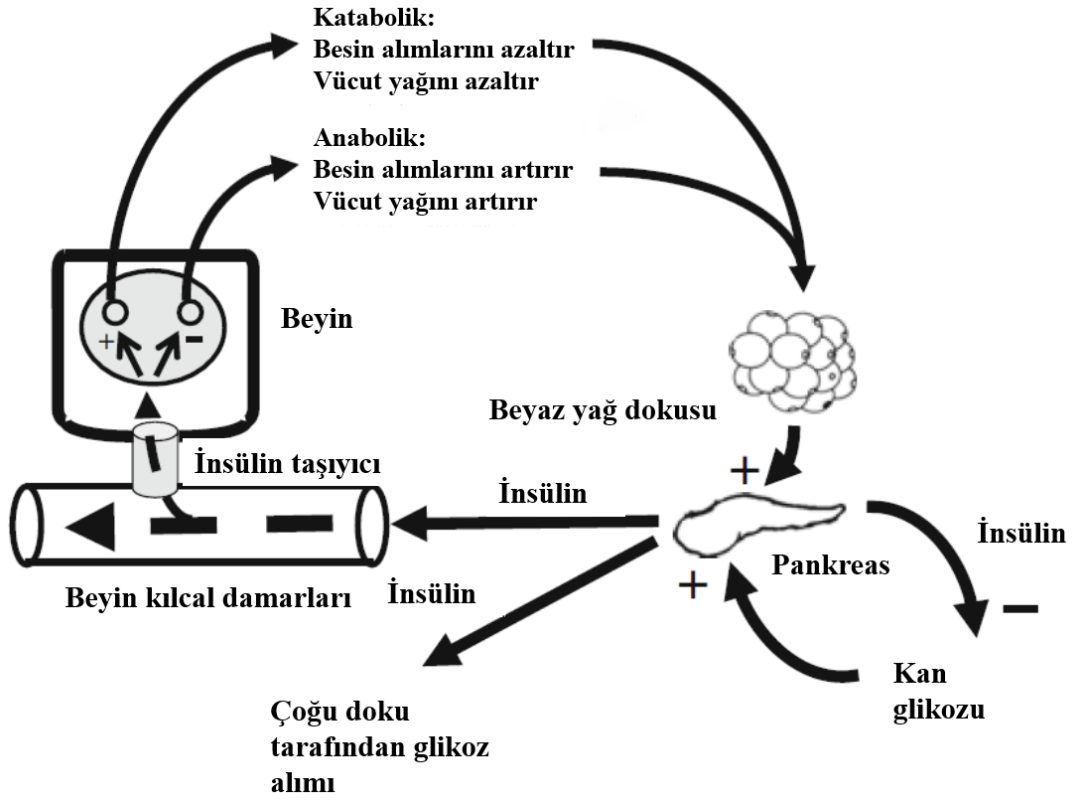 Katabolik:
Besin alımlarını azaltır
Vücut yağını azaltır
Anabolik:
Besin alımlarını artırır
Vücut yağını artırır
Beyin
+
-
Beyaz yağ dokusu
İnsülin taşıyıcı
+
İnsülin
İnsülin
Pankreas
+
Beyin kılcal damarları
İnsülin
-
Kan
glikozu
Çoğu doku
tarafından glikoz
alımı